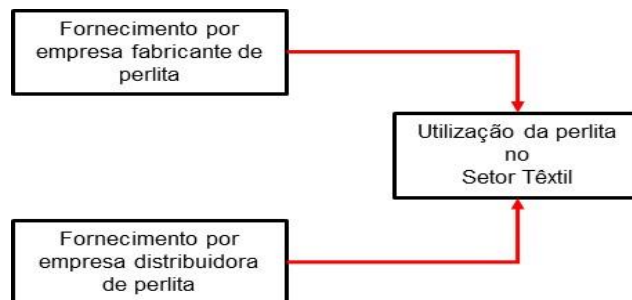 Fornecimento por
empresa fabricante de
perlita
Utilização da perlita
no
Setor Têxtil
Fornecimento por
empresa distribuidora
de perlita